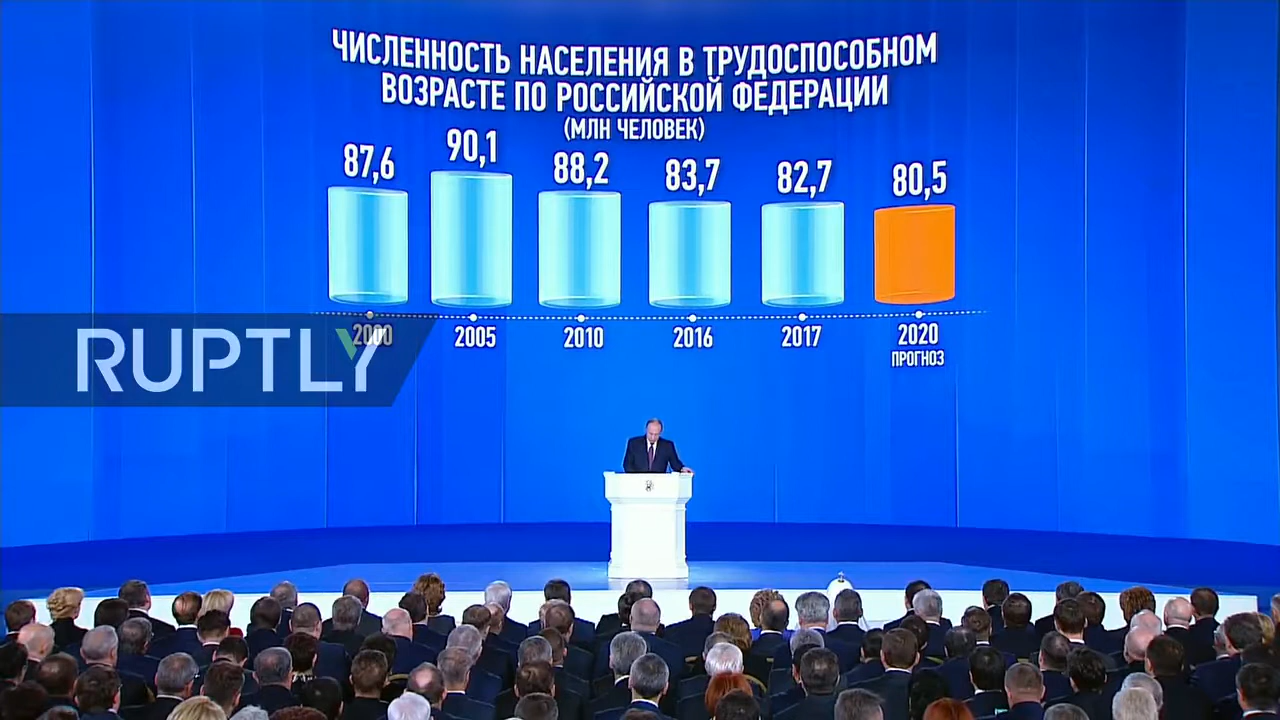 ЧИСЛЕННОСТЬ НАСЕЛЕНИЯ В ТРУДОСПОСОБНОМ
ВОЗРАСТЕ ПО РОССИЙСКОЙ ФЕДЕРАЦИИ
(МЛН ЧЕЛОВЕК)
87,6 90,1 88,2 83,7 82,7 80,5
2000 2005 2010 2016 2017 2020
ПРОГНОЗ
RUPTLY